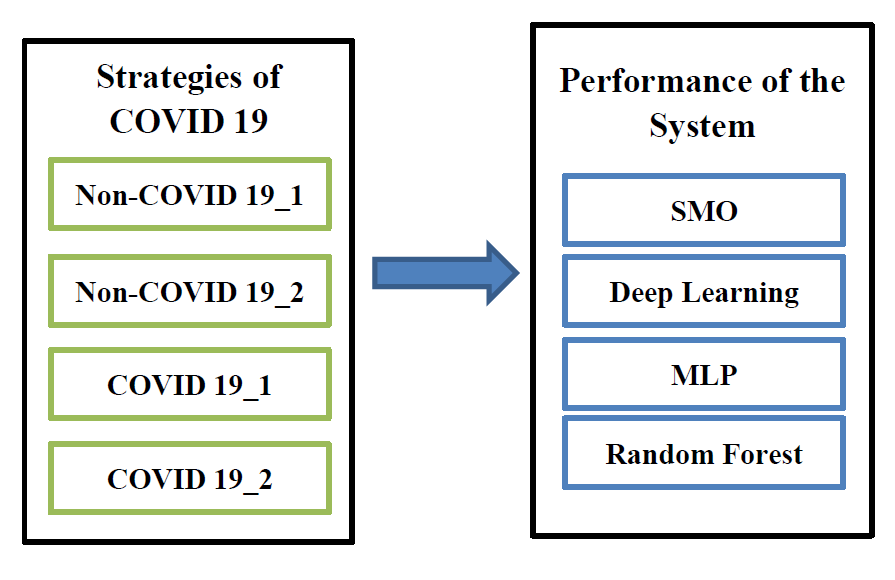 Strategies of
COVID 19
Non-COVID 19_1
Non-COVID 19_2
COVID 19_1
COVID 19_2
Performance of the
System
SMO
Deep Learning
MLP
Random Forest